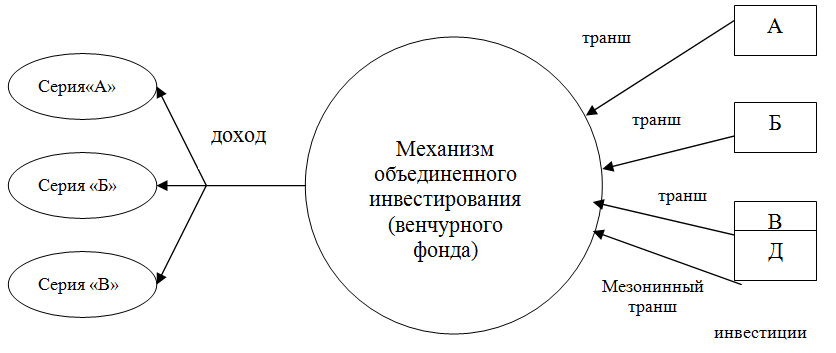 Серия«А»
Серия «Б»
Серия «В»
доход
Механизм
объединенного
инвестирования
(венчурного
фонда)
транш
А
транш
Б
транш
В
Д
Мезонинный
транш
инвестиции